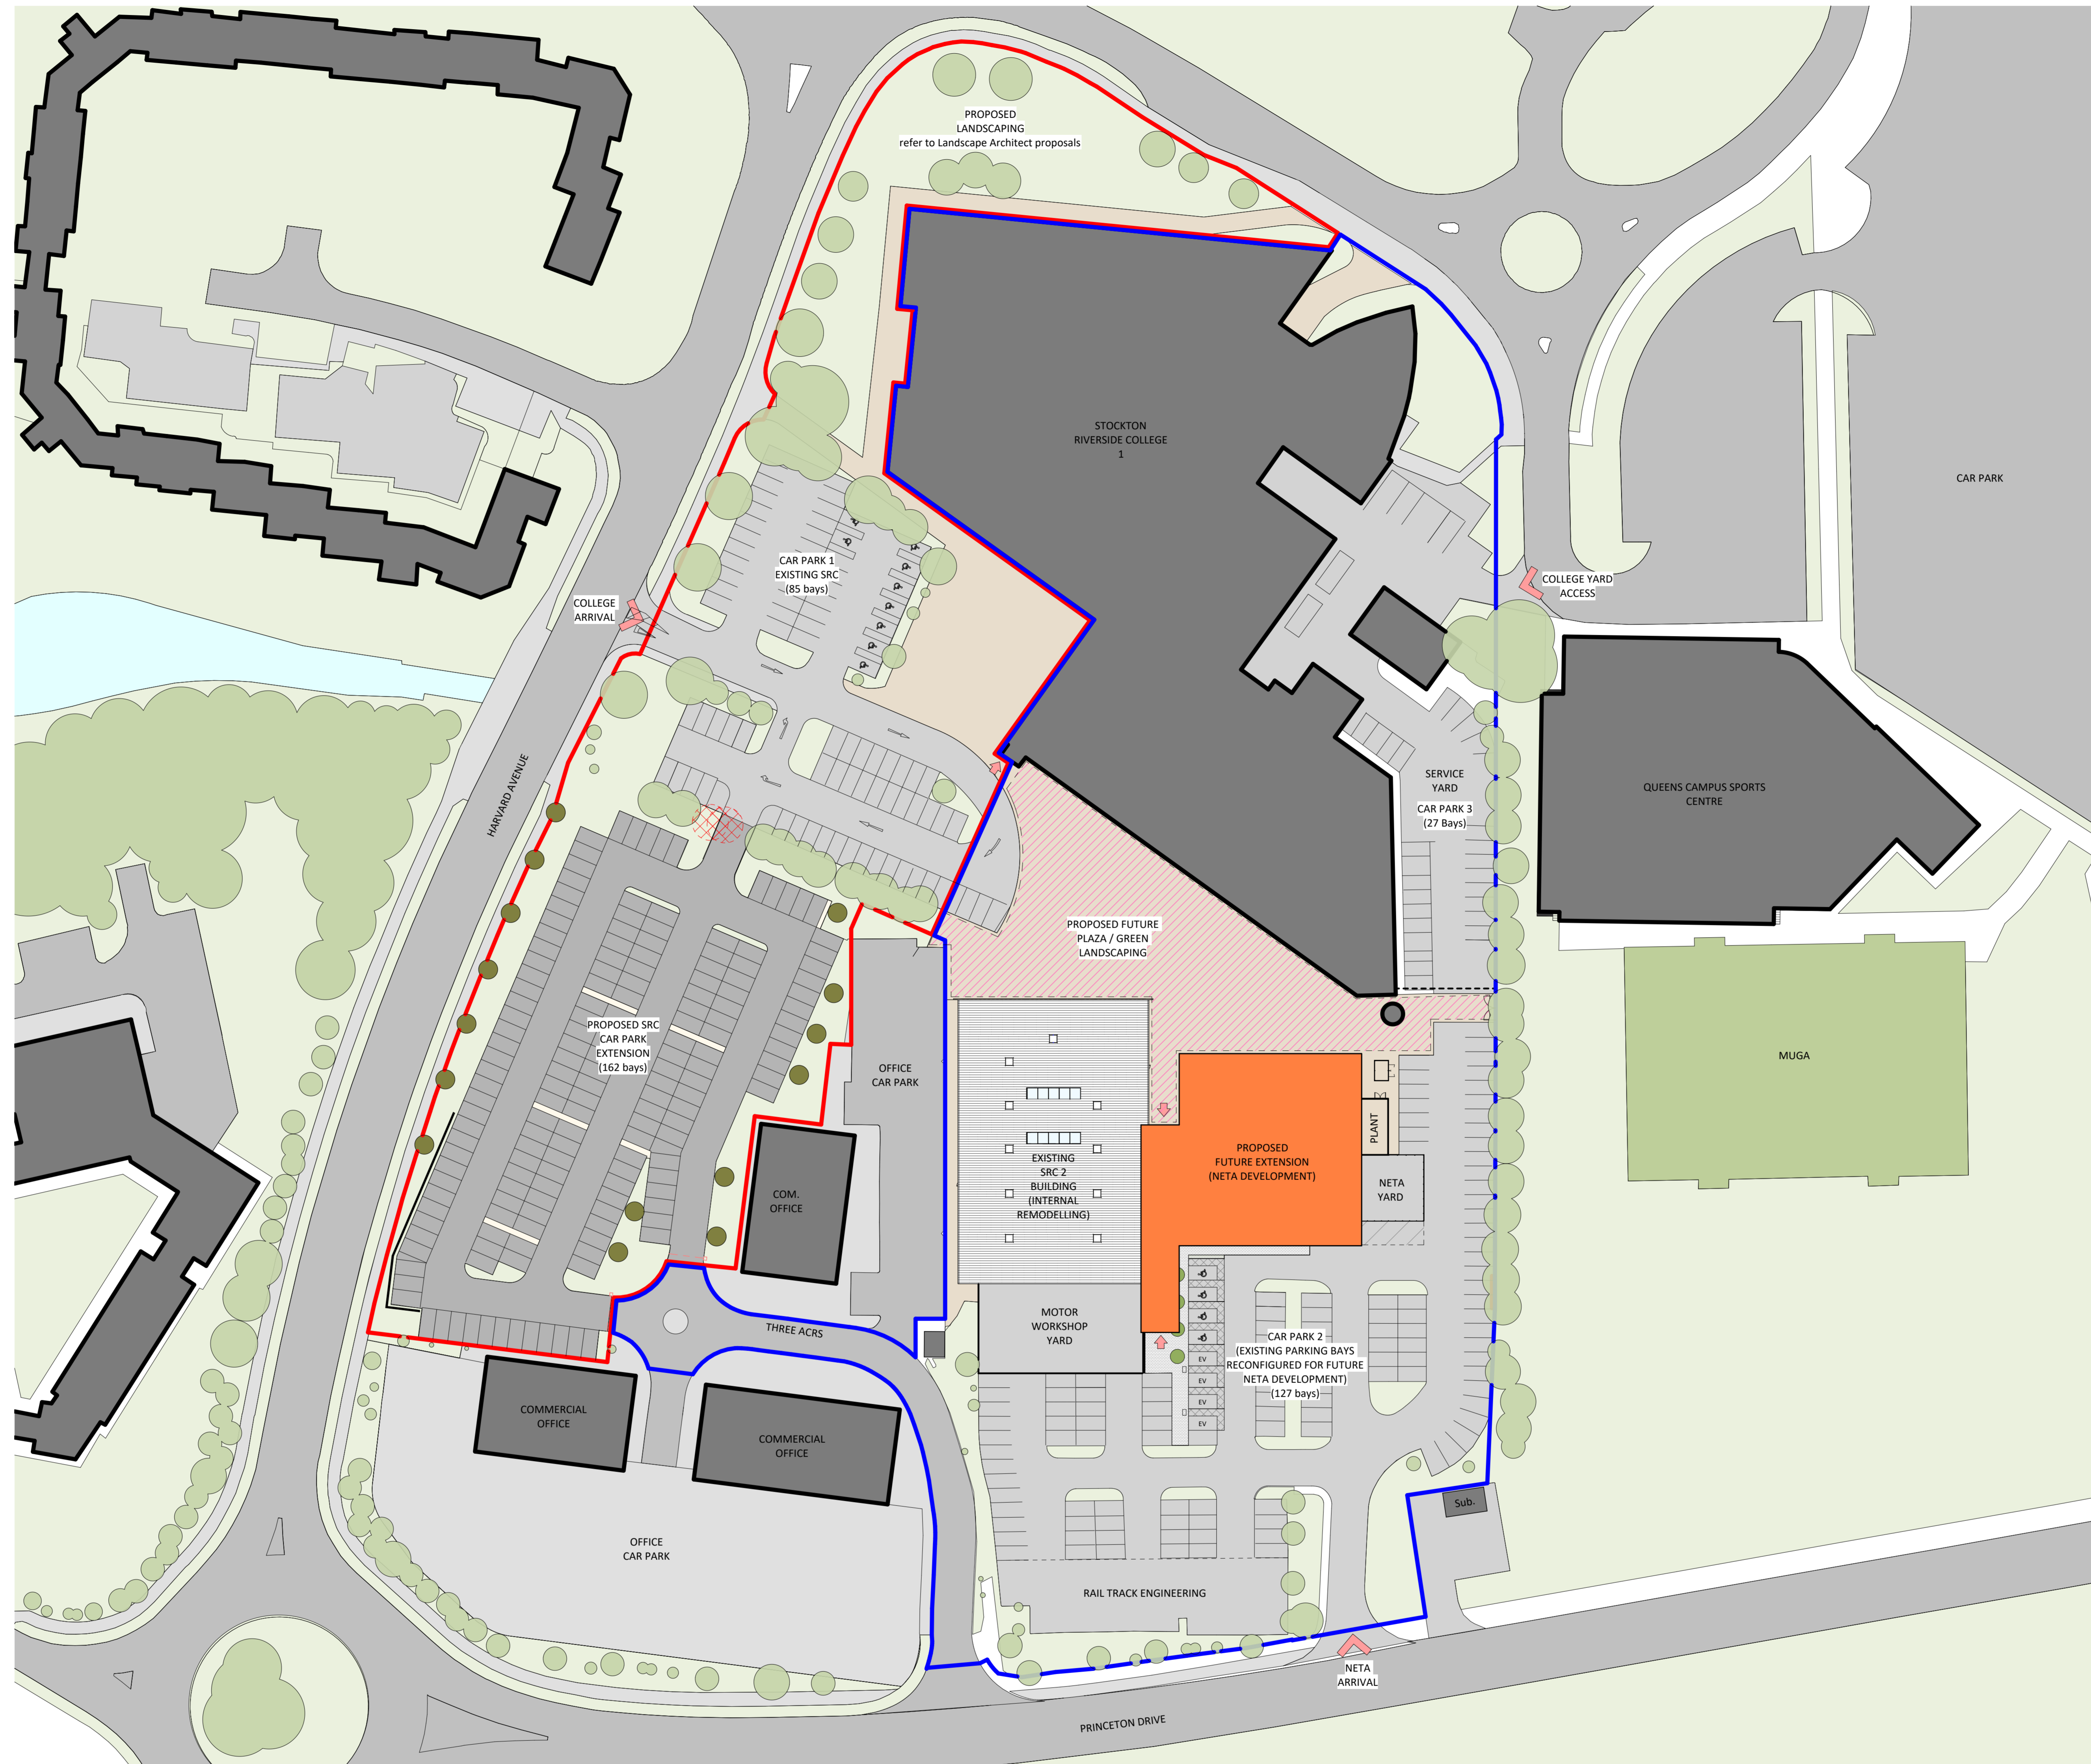 PROPOSED
LANDSCAPING
refer to Landscape Architect proposals
STOCKTON
RIVERSIDE COLLEGE
1
CAR PARK
CAR PARK 1
EXISTING SRC
(85 bays)
COLLEGE
ARRIVAL
COLLEGE YARD
ACCESS
HARVARD AVENUE
SERVICE
YARD
CAR PARK 3
(27 Bays)
QUEENS CAMPUS SPORTS
CENTRE
PROPOSED FUTURE
PLAZA / GREEN
LANDSCAPING
PROPOSED SRC
CAR PARK
EXTENSION
(162 bays)
OFFICE
CAR PARK
MUGA
PLANT
EXISTING
SRC 2
BUILDING
(INTERNAL
REMODELLING)
PROPOSED
FUTURE EXTENSION
(NETA DEVELOPMENT)
NETA
YARD
COM.
OFFICE
MOTOR
WORKSHOP
YARD
THREE ACRS
CAR PARK 2
(EXISTING PARKING BAYS
RECONFIGURED FOR FUTURE
NETA DEVELOPMENT)
(127 bays)
EV
EV
EV
EV
COMMERCIAL
OFFICE
COMMERCIAL
OFFICE
Sub.
OFFICE
CAR PARK
RAIL TRACK ENGINEERING
NETA
ARRIVAL
PRINCETON DRIVE